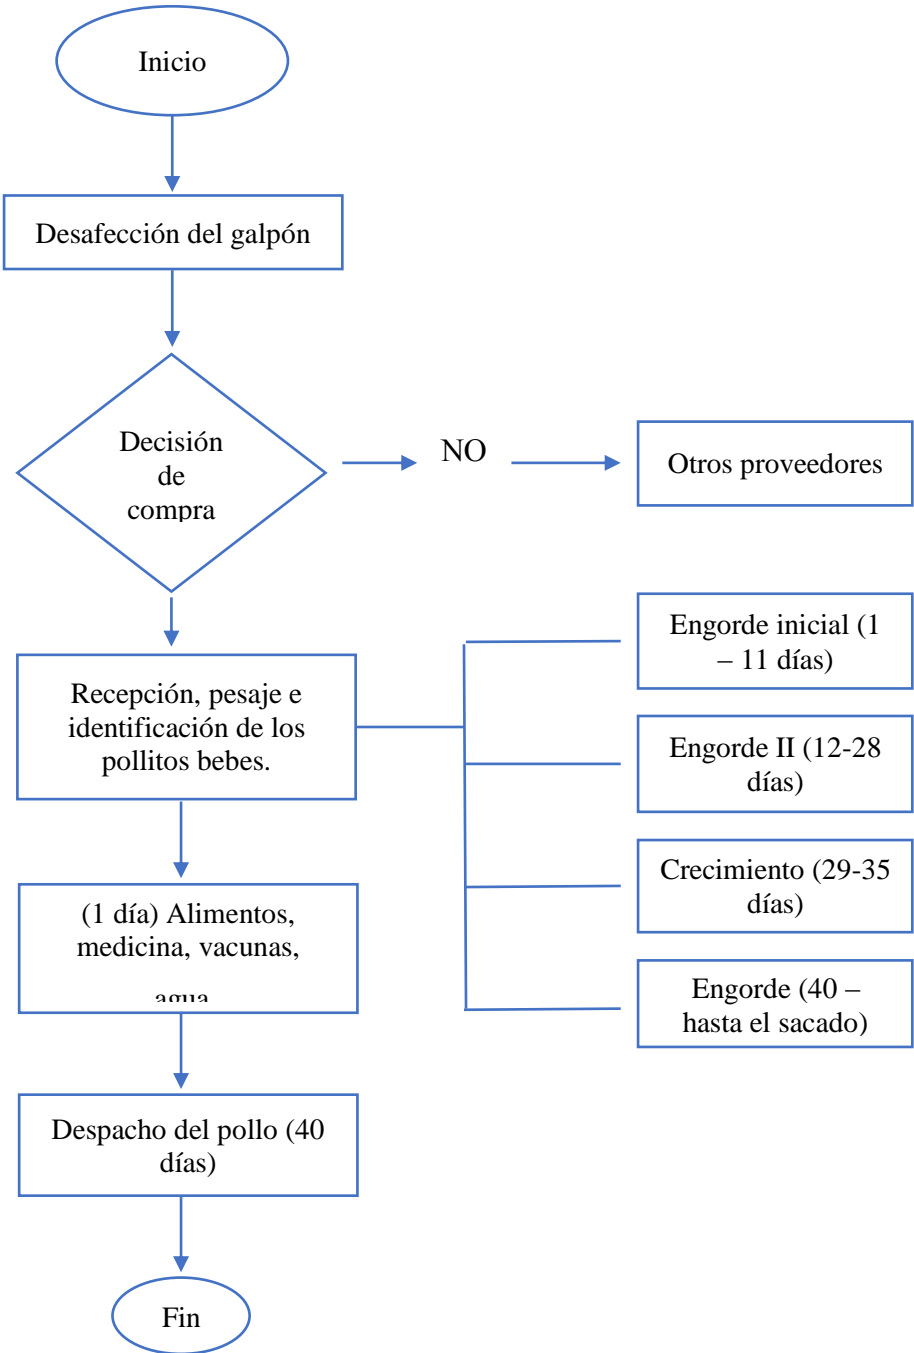 Inicio
Desafección del galpón
Decisión
de
compra
NO
Otros proveedores
Recepción, pesaje e
identificación de los
pollitos bebes.
Engorde inicial (1
– 11 días)
Engorde II (12-28
días)
Crecimiento (29-35
días)
Engorde (40 –
hasta el sacado)
(1 día) Alimentos,
medicina, vacunas,
agua
Despacho del pollo (40
días)
Fin